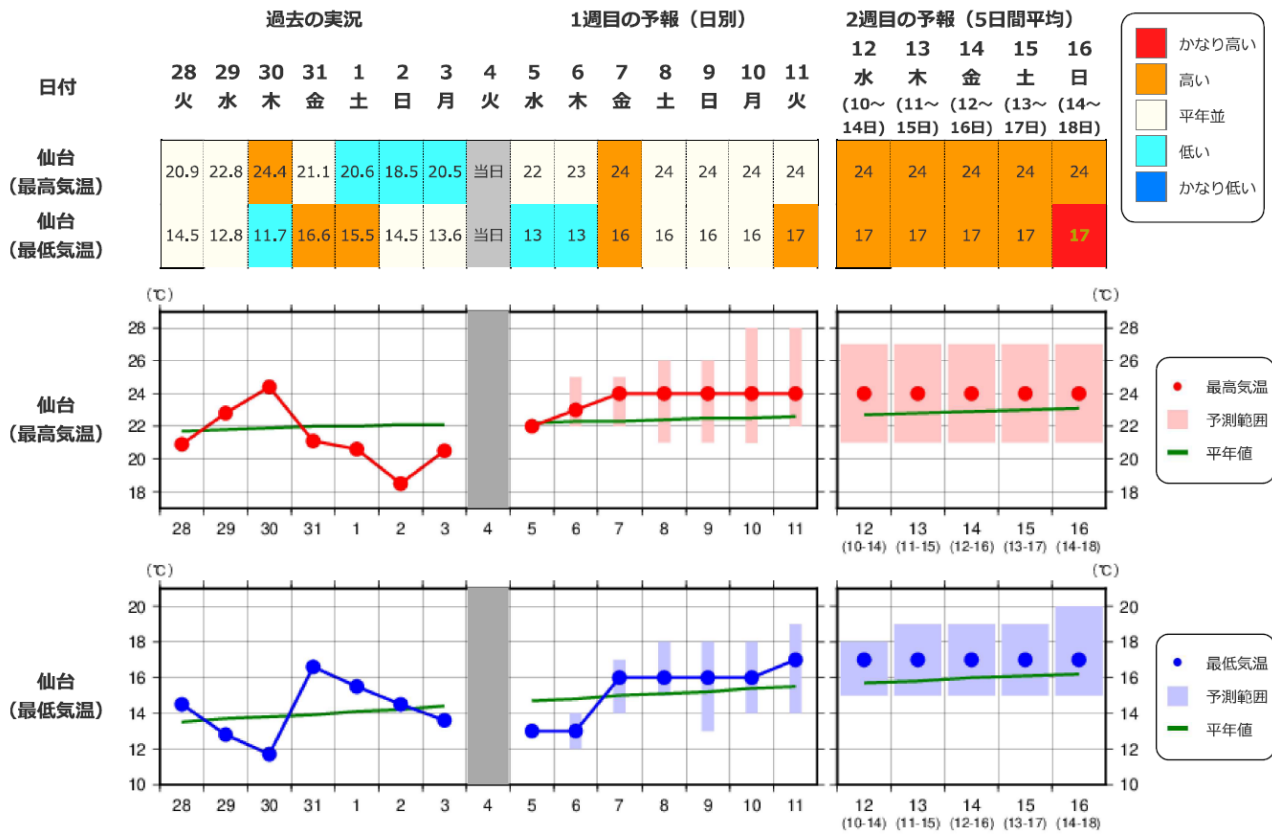 過去の実況 1週目の予報（日別） 2週目の予報（5日間平均）
日付 28 29 30 31 1 2 3 4 5 6 7 8 9 10 11 12 13 14 15 16
火 水 木 金 土 日 月 火 水 木 金 土 日 月 火 水 木 金 土 日
(10～ (11～ (12～ (13～ (14～
14日) 15日) 16日) 17日) 18日)
仙台
（最高気温）
20.9 22.8 24.4 21.1 20.6 18.5 20.5 当日 22 23 24 24 24 24 24 24 24 24 24 24
仙台
（最低気温）
14.5 12.8 11.7 16.6 15.5 14.5 13.6 当日 13 13 16 16 16 16 17 17 17 17 17 17
かなり高い
高い
平年並
低い
かなり低い
(℃) (℃)
仙台
（最高気温）
28 28
26 26
24 24
22 22
20 20
18 18
28 29 30 31 1 2 3 4 5 6 7 8 9 10 11 12 13 14 15 16
(10-14) (11-15) (12-16) (13-17) (14-18)
最高気温
予測範囲
平年値
(℃) (℃)
仙台
（最低気温）
20 20
18 18
16 16
14 14
12 12
10 10
28 29 30 31 1 2 3 4 5 6 7 8 9 10 11 12 13 14 15 16
(10-14) (11-15) (12-16) (13-17) (14-18)
最低気温
予測範囲
平年値